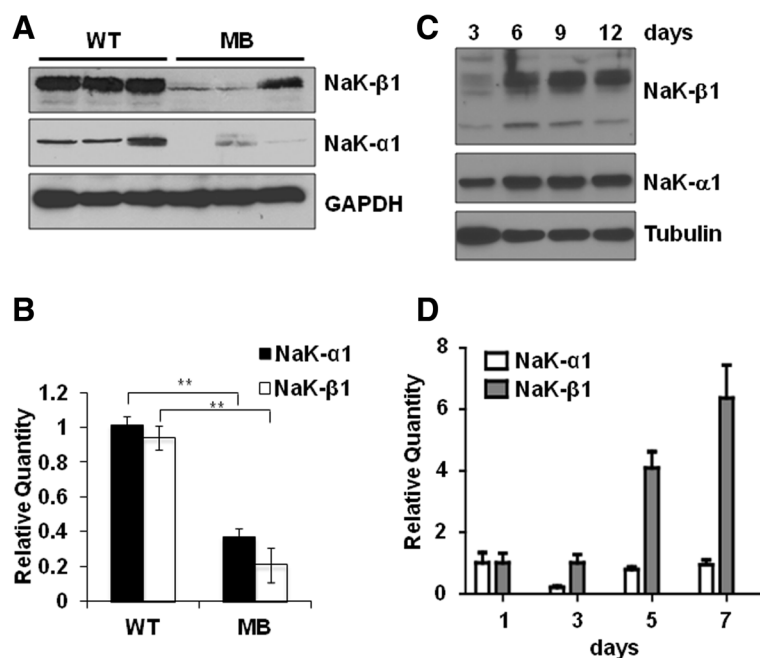 A
WT MB
NaK-β1
NaK-α1
GAPDH
B
NaK-α1
NaK-β1
**
**
1.2
1
0.8
0.6
0.4
0.2
0
Relative Quantity
WT MB
C
3 6 9 12 days
NaK-β1
NaK-α1
Tubulin
D
NaK-α1
NaK-β1
8
6
4
2
0
Relative Quantity
1 3 5 7
days